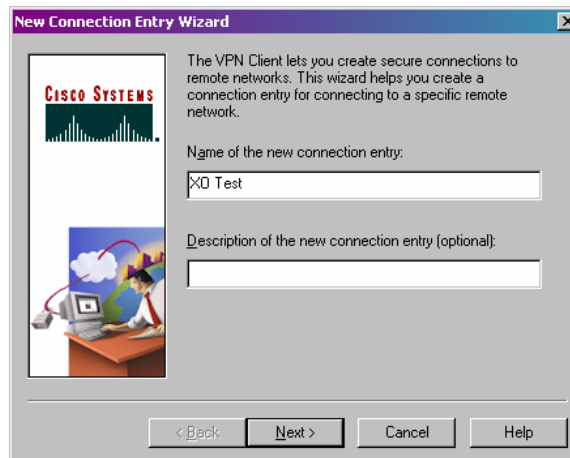 New Connection Entry Wizard
CISCO SYSTEMS
The VPN Client lets you create secure connections to
remote networks. This wizard helps you create a
connection entry for connecting to a specific remote
network.
Name of the new connection entry:
XO Test
Description of the new connection entry (optional):
< Back
Next >
Cancel
Help